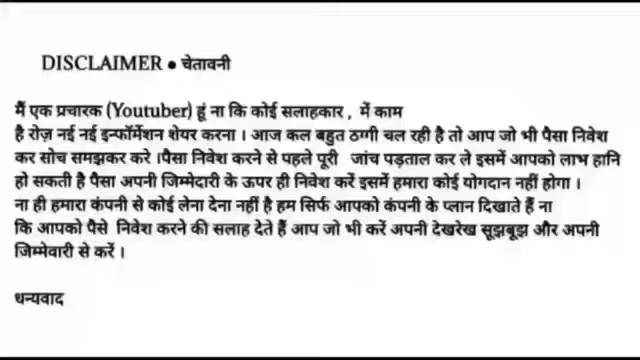 DISCLAIMER ● चेतावनी
मैं एक प्रचारक (Youtuber) हूं ना कि कोई सलाहकार , में काम
है रोज़ नई नई इन्फॉर्मेशन शेयर करना । आज कल बहुत ठग्गी चल रही है तो आप जो भी पैसा निवेश
कर सोच समझकर करे ।पैसा निवेश करने से पहले पूरी जांच पड़ताल कर ले इसमें आपको लाभ हानि
हो सकती है पैसा अपनी जिम्मेदारी के ऊपर ही निवेश करें इसमें हमारा कोई योगदान नहीं होगा ।
ना ही हमारा कंपनी से कोई लेना देना नहीं है हम सिर्फ आपको कंपनी के प्लान दिखाते हैं ना
कि आपको पैसे निवेश करने की सलाह देते हैं आप जो भी करें अपनी देखरेख सूझबूझ और अपनी
जिम्मेवारी से करें ।
धन्यवाद